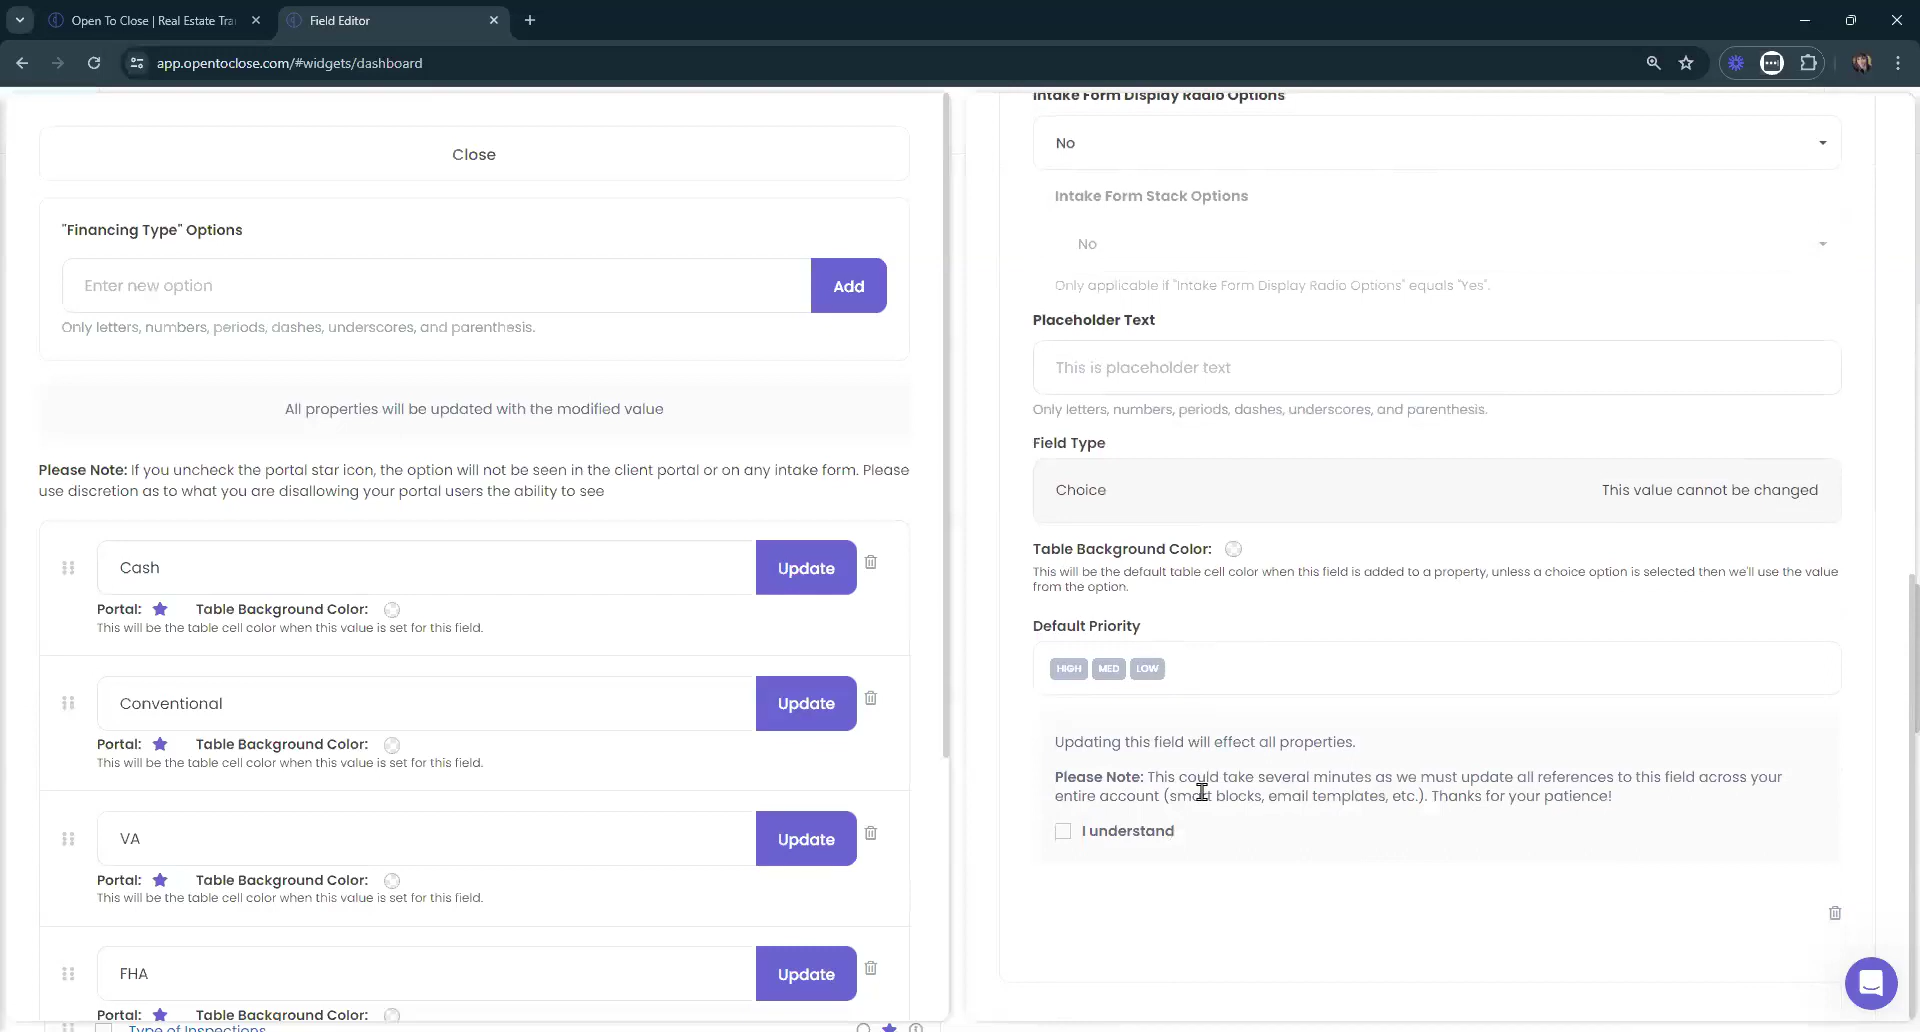 Open To Close | Real Estate Tra
Field Editor
app.opentoclose.com/#widgets/dashboard
Close
"Financing Type" Options
Enter new option
Add
Only letters, numbers, periods, dashes, underscores, and parenthesis.
All properties will be updated with the modified value
Please Note: If you uncheck the portal star icon, the option will not be seen in the client portal or on any intake form. Please
use discretion as to what you are disallowing your portal users the ability to see
Cash
Update
Portal:
Table Background Color:
This will be the table cell color when this value is set for this field.
Conventional
Update
Portal:
Table Background Color:
This will be the table cell color when this value is set for this field.
VA
Update
Portal:
Table Background Color:
This will be the table cell color when this value is set for this field.
FHA
Update
Portal:
Table Background Color:
Type of Inspections
Intake Form Display Radio Options
No
Intake Form Stack Options
No
Only applicable if "Intake Form Display Radio Options" equals "Yes".
Placeholder Text
This is placeholder text
Only letters, numbers, periods, dashes, underscores, and parenthesis.
Field Type
Choice
This value cannot be changed
Table Background Color:
This will be the default table cell color when this field is added to a property, unless a choice option is selected then we'll use the value
from the option.
Default Priority
HIGH MED LOW
Updating this field will effect all properties.
Please Note: This could take several minutes as we must update all references to this field across your
entire account (smart blocks, email templates, etc.). Thanks for your patience!
I understand